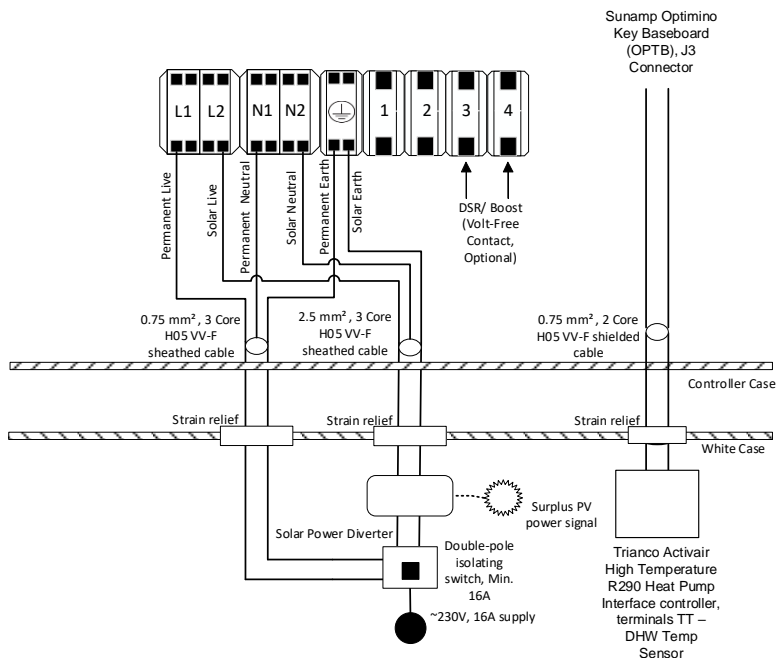 Sunamp Optimino
Key Baseboard
(OPTB), J3
Connector
L1
L2
N1
N2
1
2
3
4
Permanent Live
Solar Live
Permanent Neutral
Solar Neutral
Permanent Earth
Solar Earth
DSR/ Boost
(Volt-Free
Contact,
Optional)
0.75 mm², 3 Core
H05 VV-F
sheathed cable
2.5 mm², 3 Core
H05 VV-F
sheathed cable
0.75 mm², 2 Core
H05 VV-F shielded
cable
Controller Case
Strain relief
Strain relief
Strain relief
White Case
Surplus PV
power signal
Solar Power Diverter
Double-pole
isolating
switch, Min.
16A
~230V, 16A supply
Trianco Activair
High Temperature
R290 Heat Pump
Interface controller,
terminals TT –
DHW Temp
Sensor